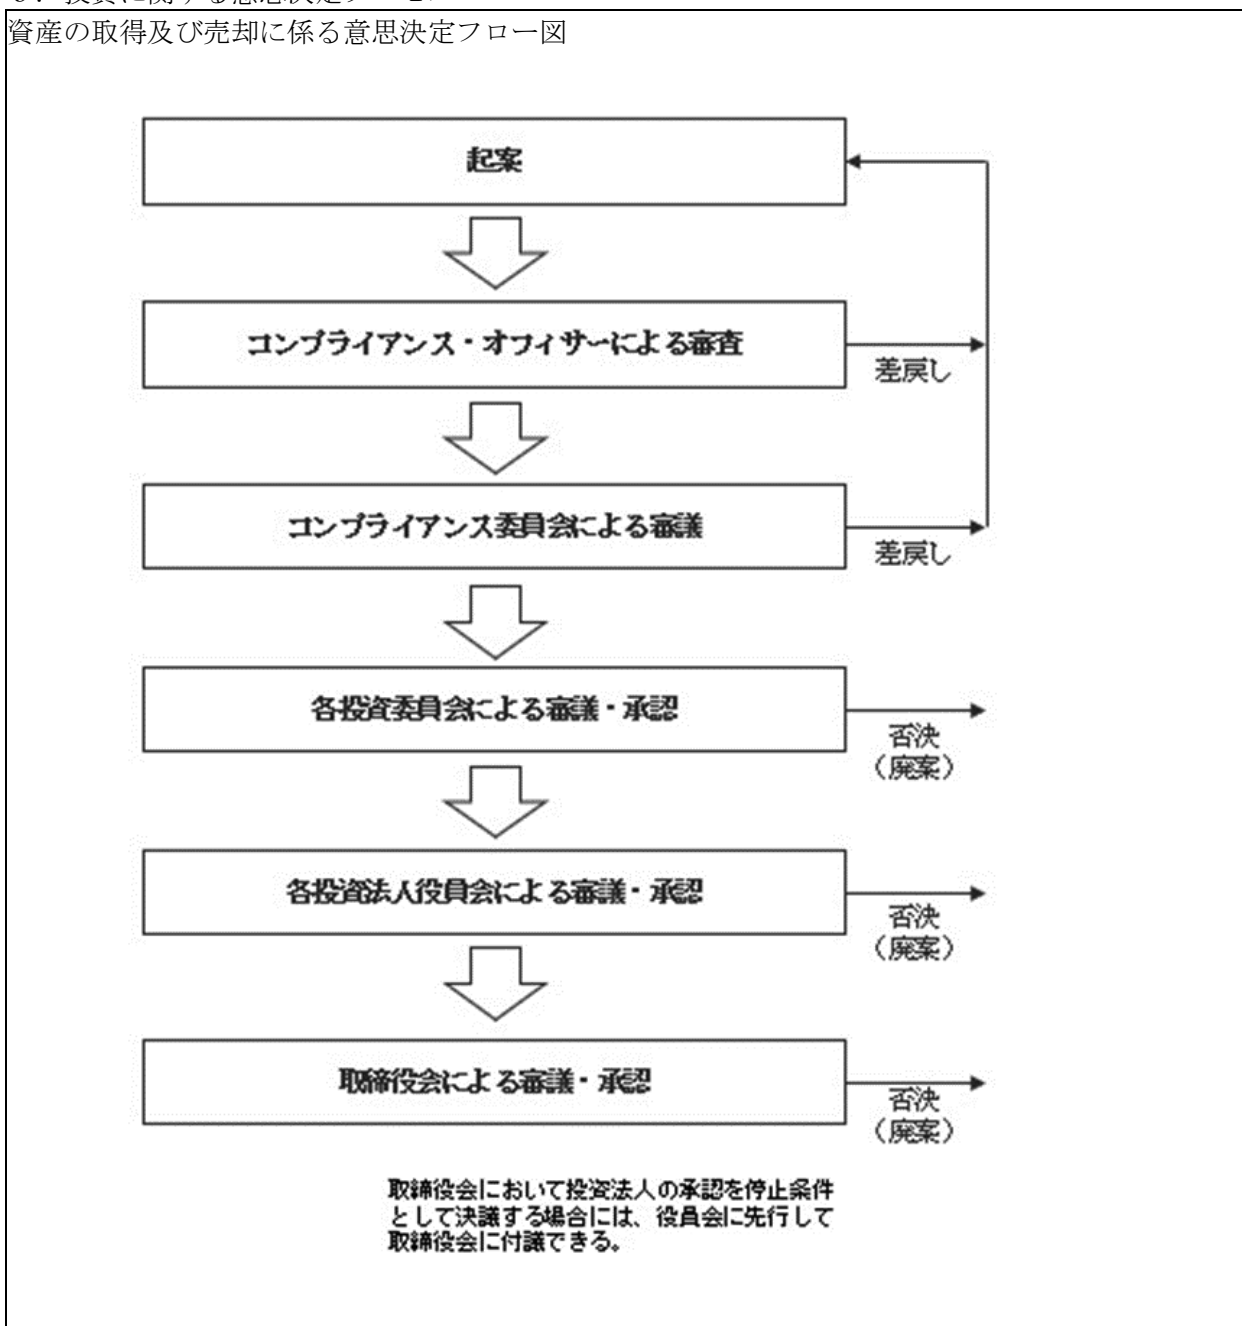 資産の取得及び売却に係る意思決定フロー図
起案
コンプライアンス・オフィサーによる審査
差戻し
コンプライアンス委員会による審議
差戻し
各投資委員会による審議・承認
否決
（廃案）
各投資法人役員会による審議・承認
否決
（廃案）
取締役会による審議・承認
否決
（廃案）
取締役会において投資法人の承認を停止条件
として決議する場合には、役員会に先行して
取締役会に付議できる。